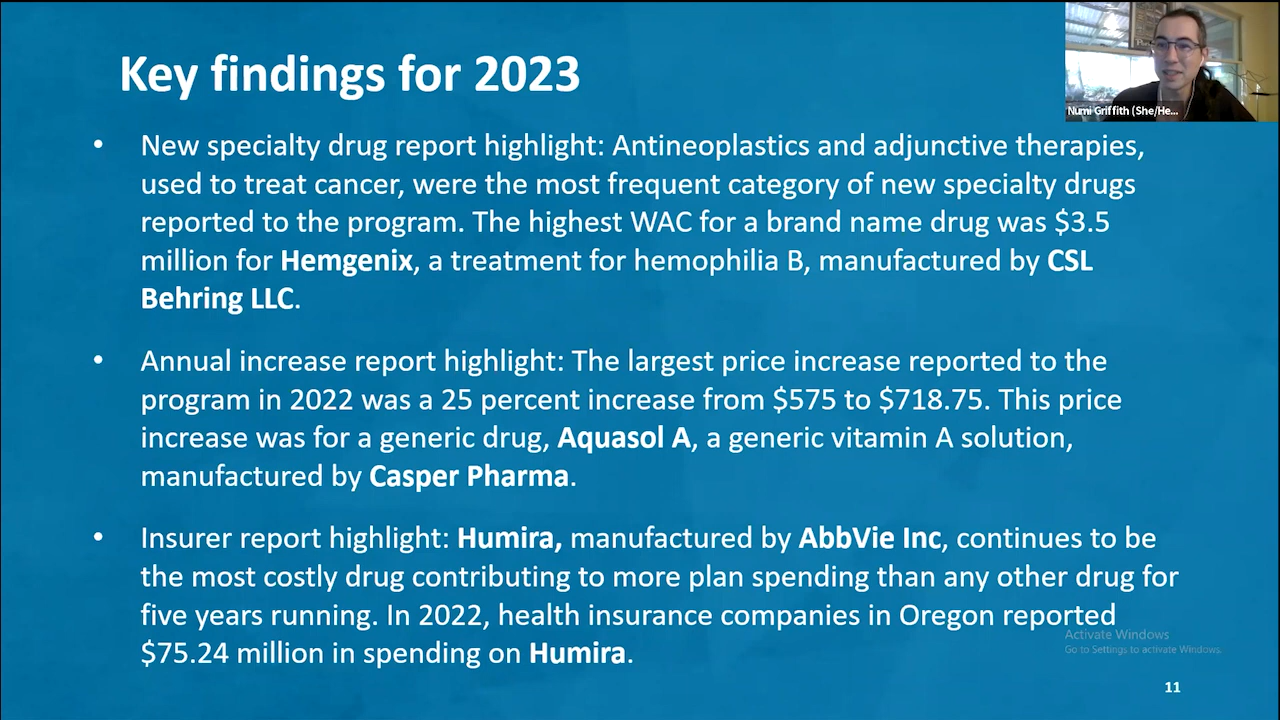 Key findings for 2023
Numi Griffith (She/He...
• New specialty drug report highlight: Antineoplastics and adjunctive therapies,
used to treat cancer, were the most frequent category of new specialty drugs
reported to the program. The highest WAC for a brand name drug was $3.5
million for Hemgenix, a treatment for hemophilia B, manufactured by CSL
Behring LLC.
• Annual increase report highlight: The largest price increase reported to the
program in 2022 was a 25 percent increase from $575 to $718.75. This price
increase was for a generic drug, Aquasol A, a generic vitamin A solution,
manufactured by Casper Pharma.
• Insurer report highlight: Humira, manufactured by AbbVie Inc, continues to be
the most costly drug contributing to more plan spending than any other drug for
five years running. In 2022, health insurance companies in Oregon reported
$75.24 million in spending on Humira.
Activate Windows
Go to Settings to activate Windows.
11